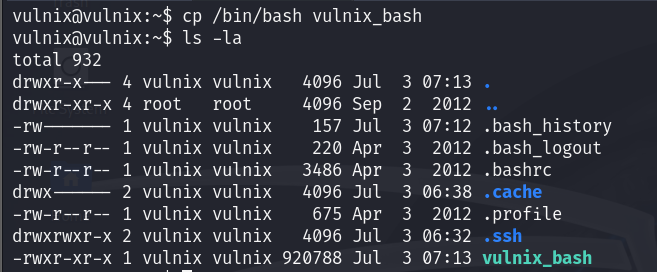 vulnix@vulnix:~$ cp /bin/bash vulnix_bash
vulnix@vulnix:~$ ls -la
total 932
drwxr-x--- 4 vulnix vulnix   4096 Jul  3 07:13 .
drwxr-xr-x 4 root   root     4096 Sep  2  2012 ..
-rw------- 1 vulnix vulnix    157 Jul  3 07:12 .bash_history
-rw-r--r-- 1 vulnix vulnix    220 Apr  3  2012 .bash_logout
-rw-r--r-- 1 vulnix vulnix   3486 Apr  3  2012 .bashrc
drwx------ 2 vulnix vulnix   4096 Jul  3 06:38 .cache
-rw-r--r-- 1 vulnix vulnix    675 Apr  3  2012 .profile
drwxrwxr-x 2 vulnix vulnix   4096 Jul  3 06:32 .ssh
-rwxr-xr-x 1 vulnix vulnix 920788 Jul  3 07:13 vulnix_bash